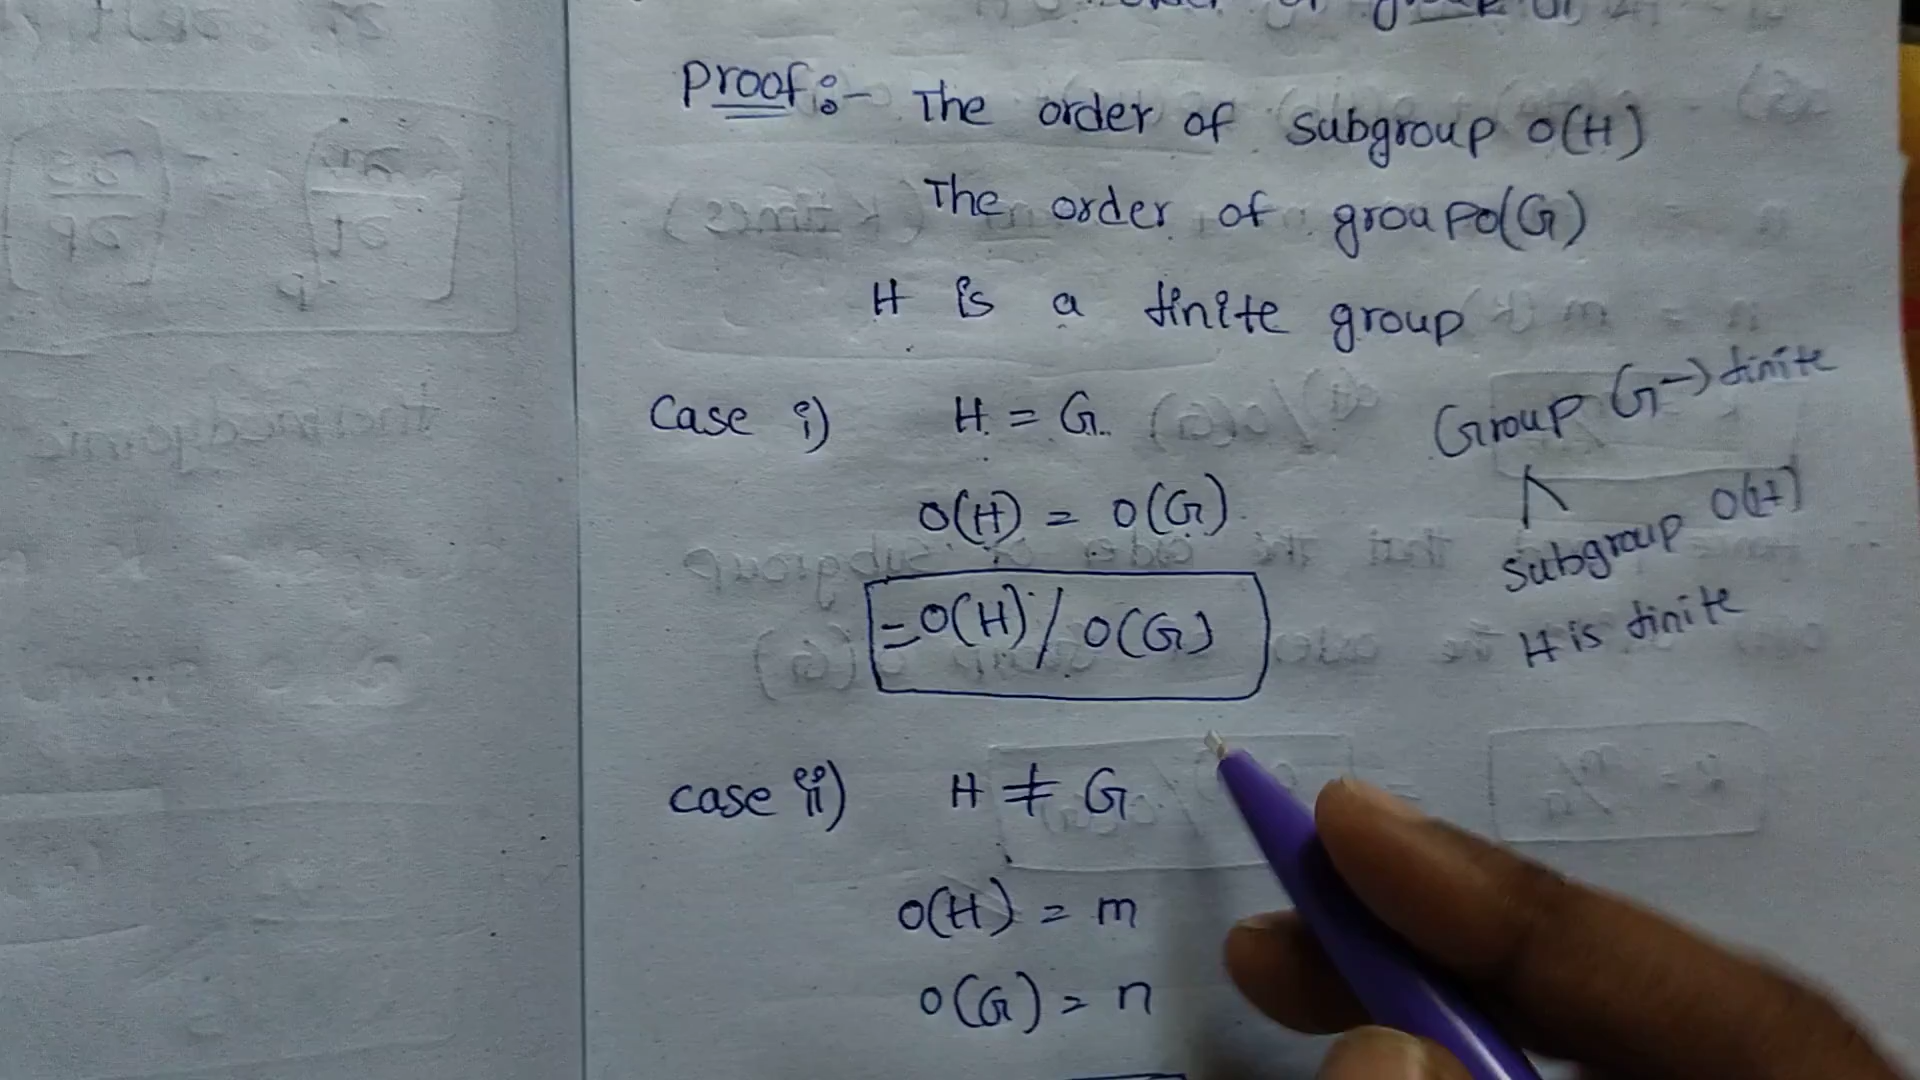 Proof:- The order of subgroup O(H)
The order of group O(G)
H is a finite group
Case i) H = G
O(H) = O(G)
= O(H) / O(G)
Group G → finite
subgroup O(H)
H is finite
case ii) H ≠ G
O(H) = m
O(G) = n